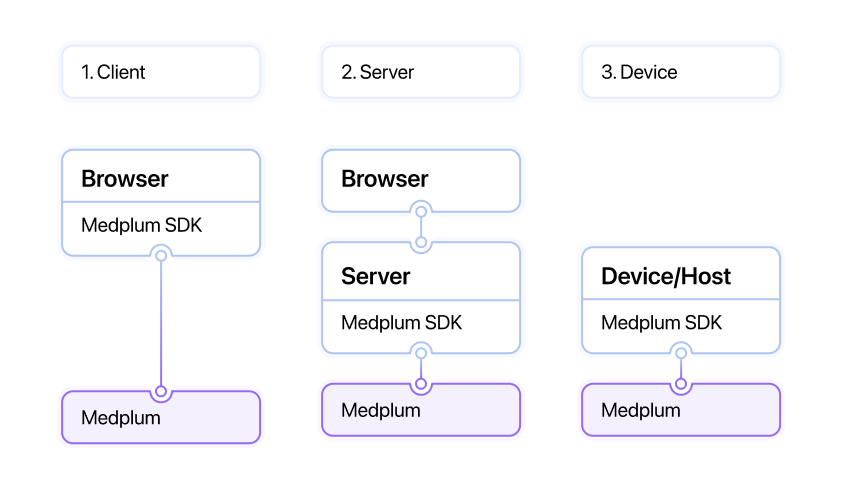 1. Client
2. Server
3. Device
Browser
Medplum SDK
Medplum
Browser
Server
Medplum SDK
Medplum
Device/Host
Medplum SDK
Medplum